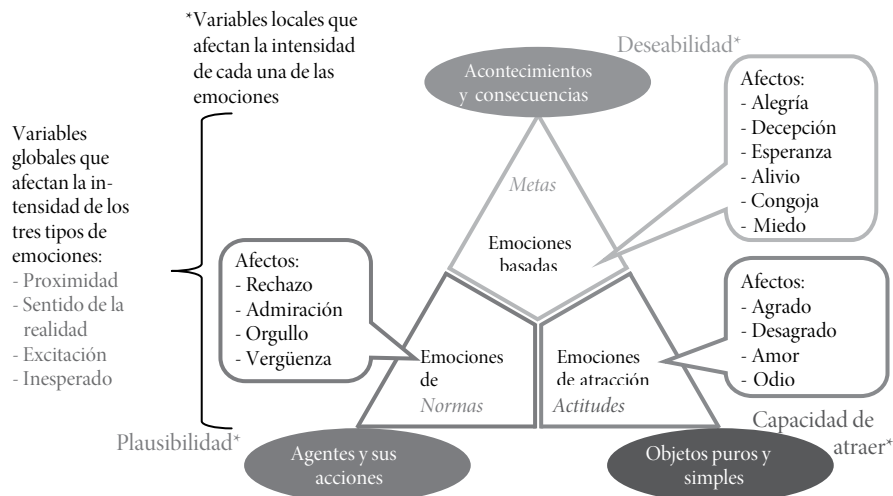 *Variables locales que
afectan la intensidad
de cada una de las
emociones
Deseabilidad*
Acontecimientos
y consecuencias
Afectos:
- Alegría
- Decepción
- Esperanza
- Alivio
- Congoja
- Miedo
Variables
globales que
afectan la in-
tensidad de los
tres tipos de
emociones:
- Proximidad
- Sentido de la
realidad
- Excitación
- Inesperado
Metas
Emociones
basadas
Afectos:
- Rechazo
- Admiración
- Orgullo
- Vergüenza
Afectos:
- Agrado
- Desagrado
- Amor
- Odio
Emociones
de
Normas
Emociones
de atracción
Actitudes
Plausibilidad*
Agentes y sus
acciones
Objetos puros y
simples
Capacidad de
atraer*